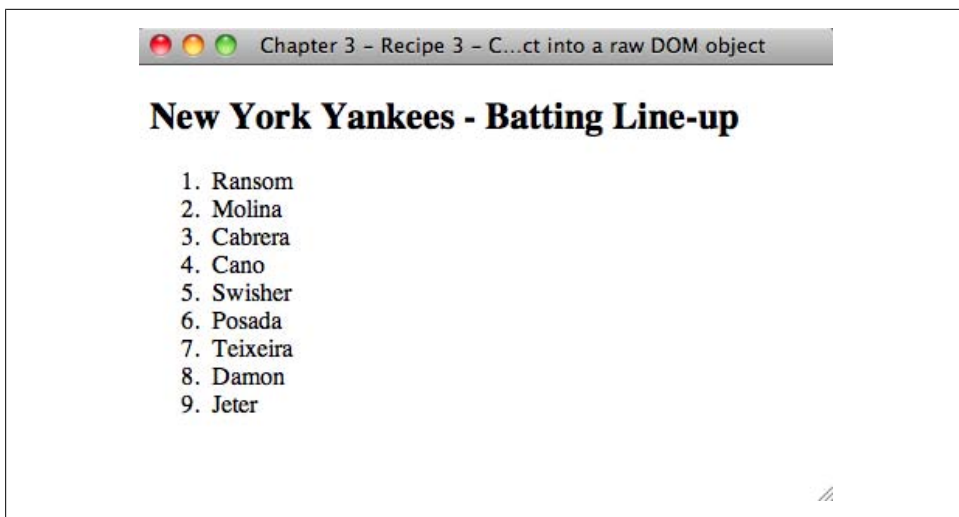 Chapter 3 – Recipe 3 – C...ct into a raw DOM object
New York Yankees - Batting Line-up
1. Ransom
2. Molina
3. Cabrera
4. Cano
5. Swisher
6. Posada
7. Teixeira
8. Damon
9. Jeter